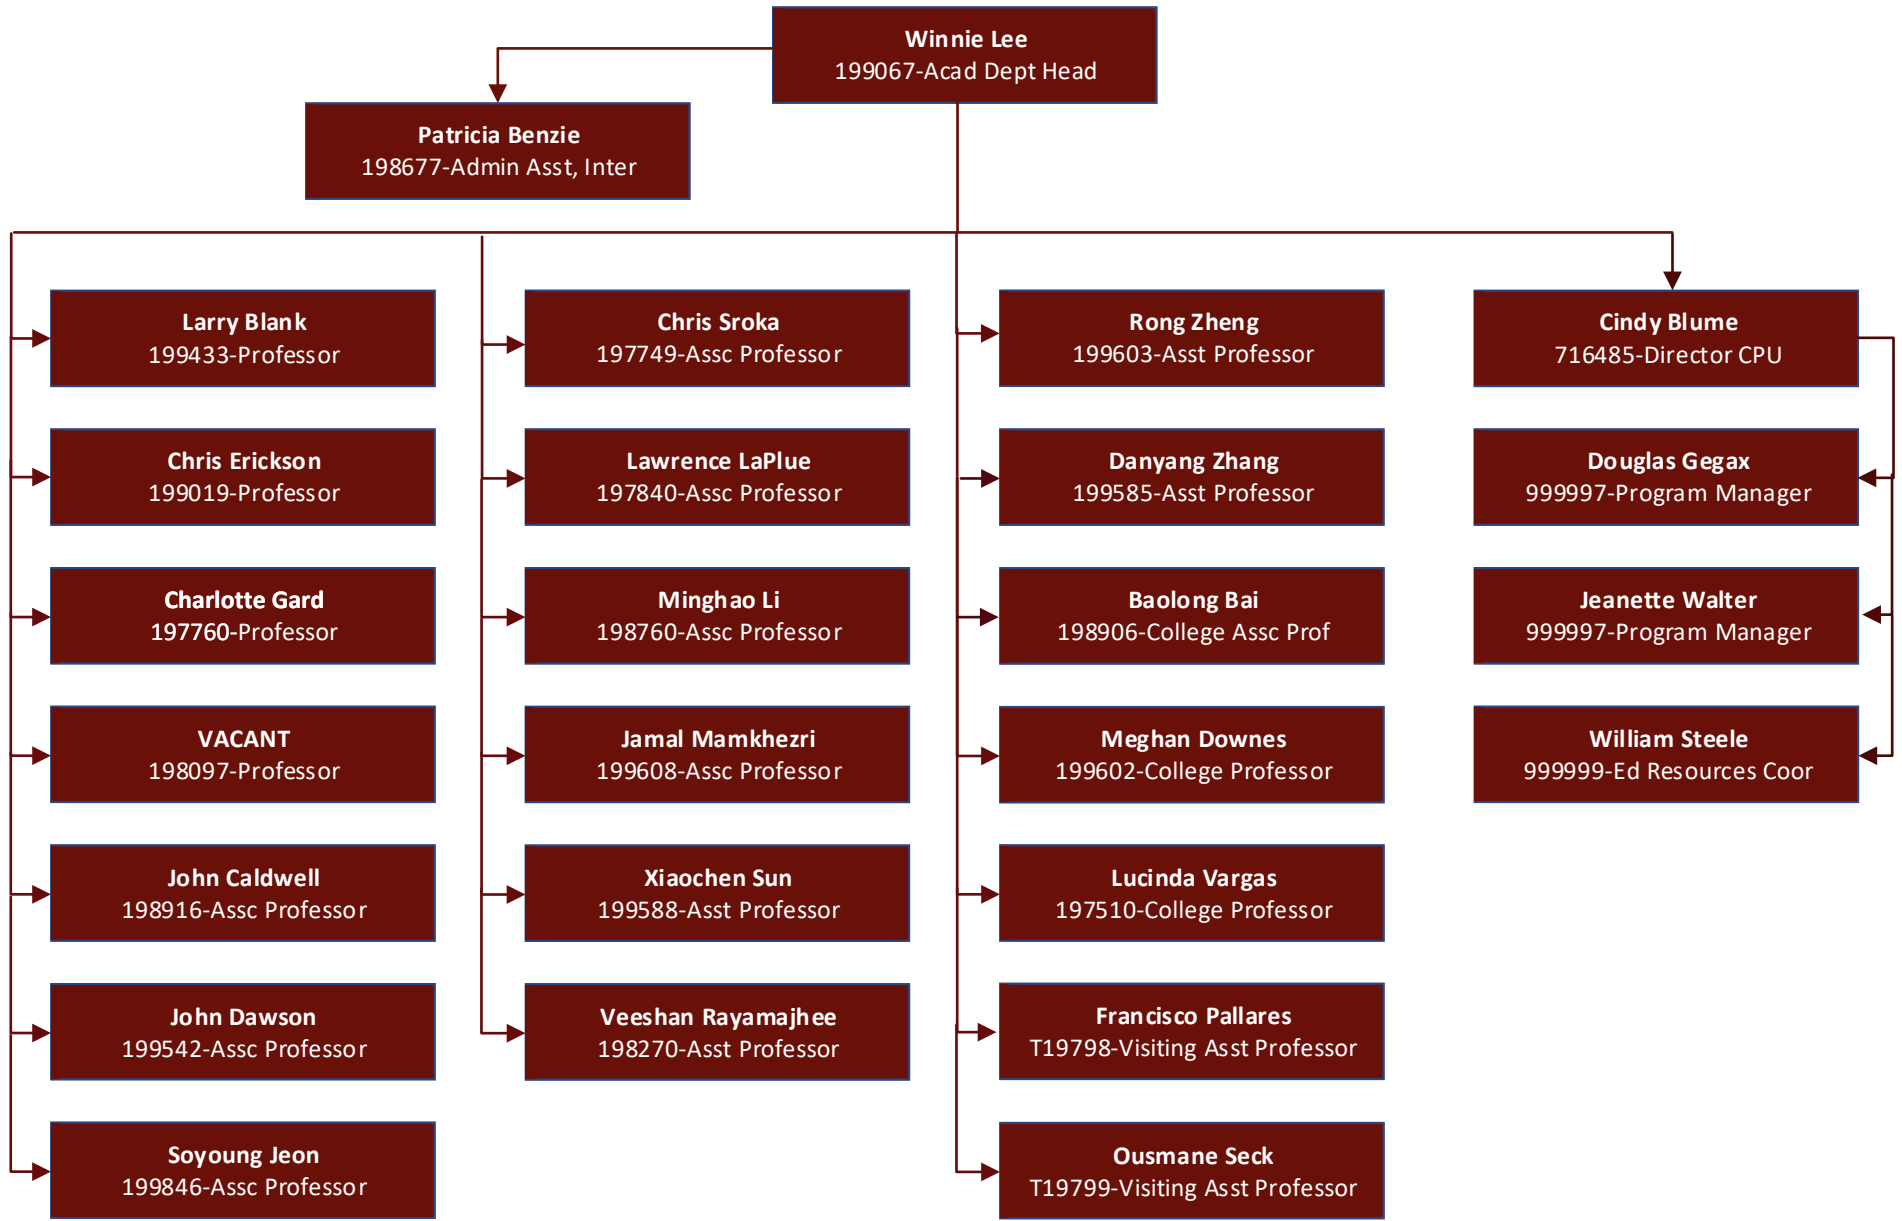 Winnie Lee
199067-Acad Dept Head
Patricia Benzie
198677-Admin Asst, Inter
Larry Blank
199433-Professor
Chris Erickson
199019-Professor
Charlotte Gard
197760-Professor
VACANT
198097-Professor
John Caldwell
198916-Assc Professor
John Dawson
199542-Assc Professor
Soyoung Jeon
199846-Assc Professor
Chris Sroka
197749-Assc Professor
Lawrence LaPlue
197840-Assc Professor
Minghao Li
198760-Assc Professor
Jamal Mamkhezri
199608-Assc Professor
Xiaochen Sun
199588-Asst Professor
Veeshan Rayamajhee
198270-Asst Professor
Rong Zheng
199603-Asst Professor
Danyang Zhang
199585-Asst Professor
Baolong Bai
198906-College Assc Prof
Meghan Downes
199602-College Professor
Lucinda Vargas
197510-College Professor
Francisco Pallares
T19798-Visiting Asst Professor
Ousmane Seck
T19799-Visiting Asst Professor
Cindy Blume
716485-Director CPU
Douglas Gegax
999997-Program Manager
Jeanette Walter
999997-Program Manager
William Steele
999999-Ed Resources Coor